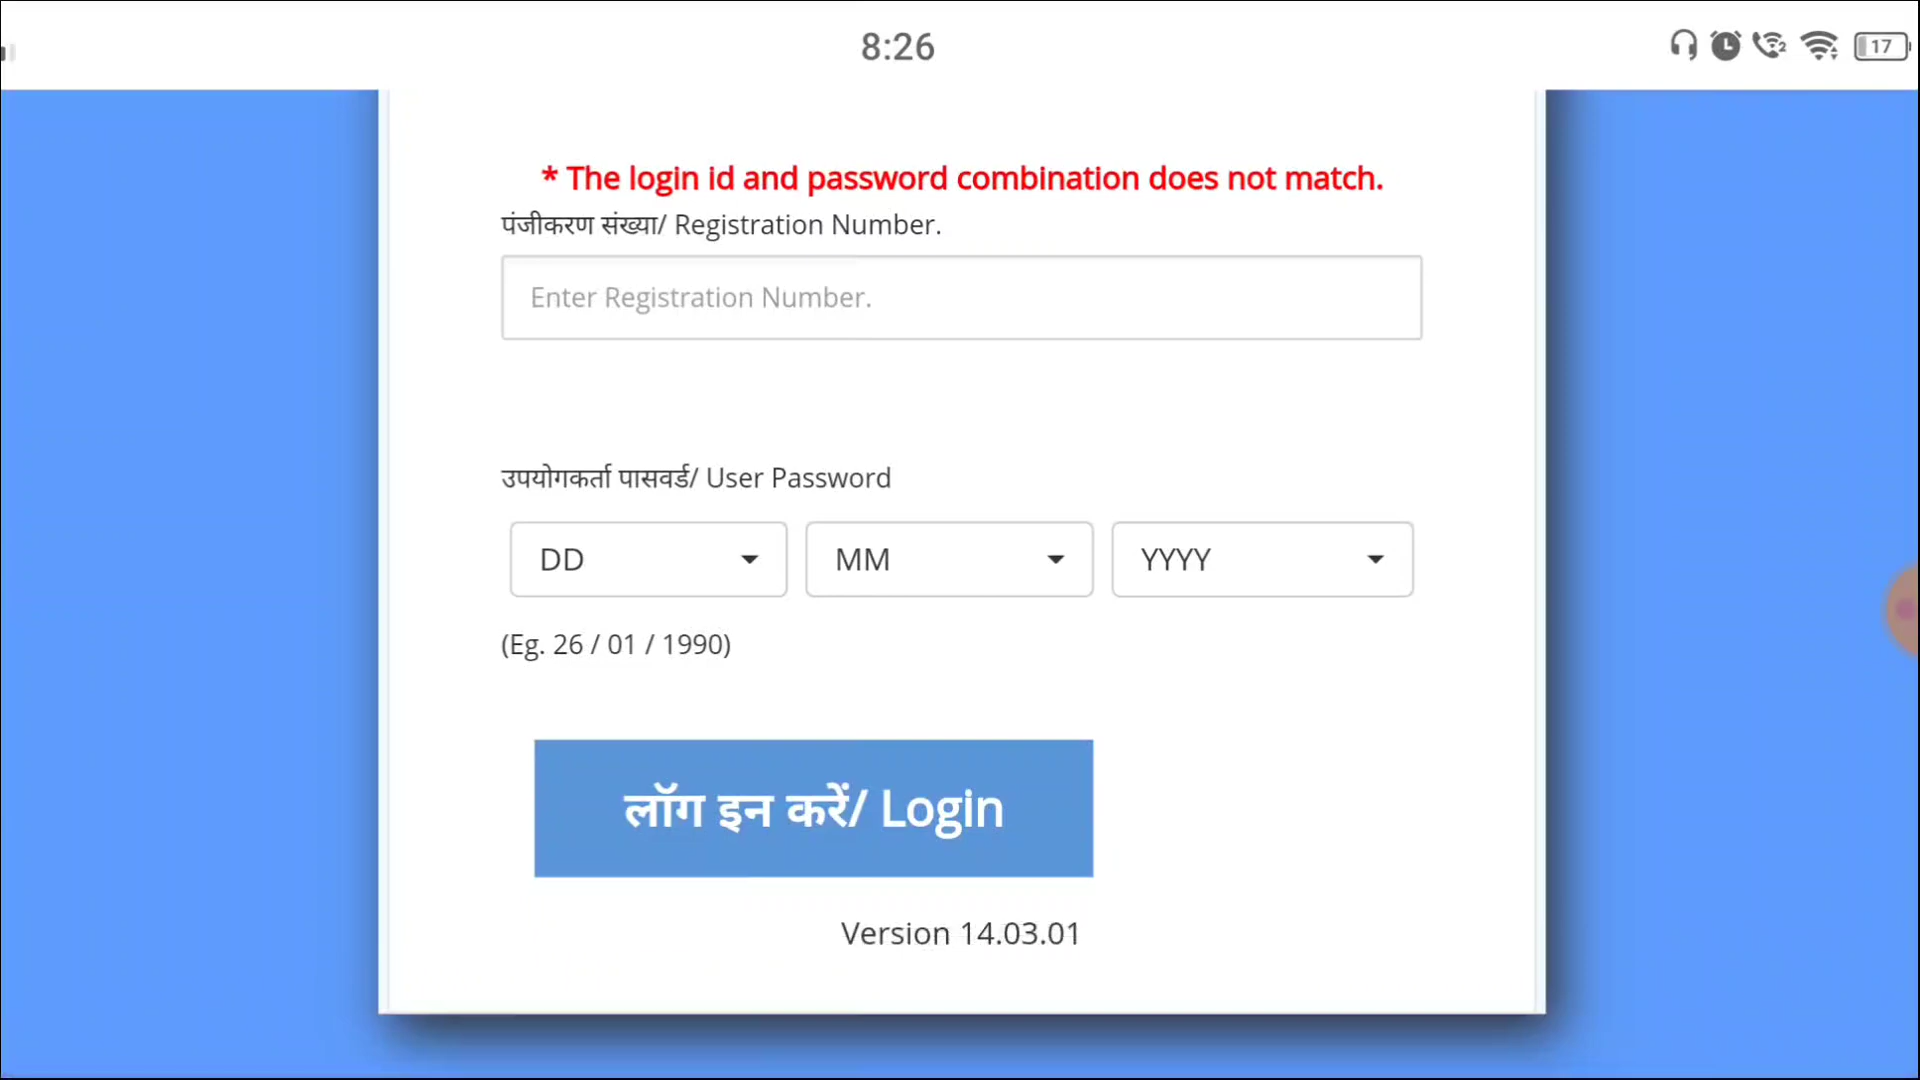 8:26
2
17
* The login id and password combination does not match.
पंजीकरण संख्या/ Registration Number.
Enter Registration Number.
उपयोगकर्ता पासवर्ड/ User Password
DD MM YYYY
(Eg. 26 / 01 / 1990)
लॉग इन करें/ Login
Version 14.03.01